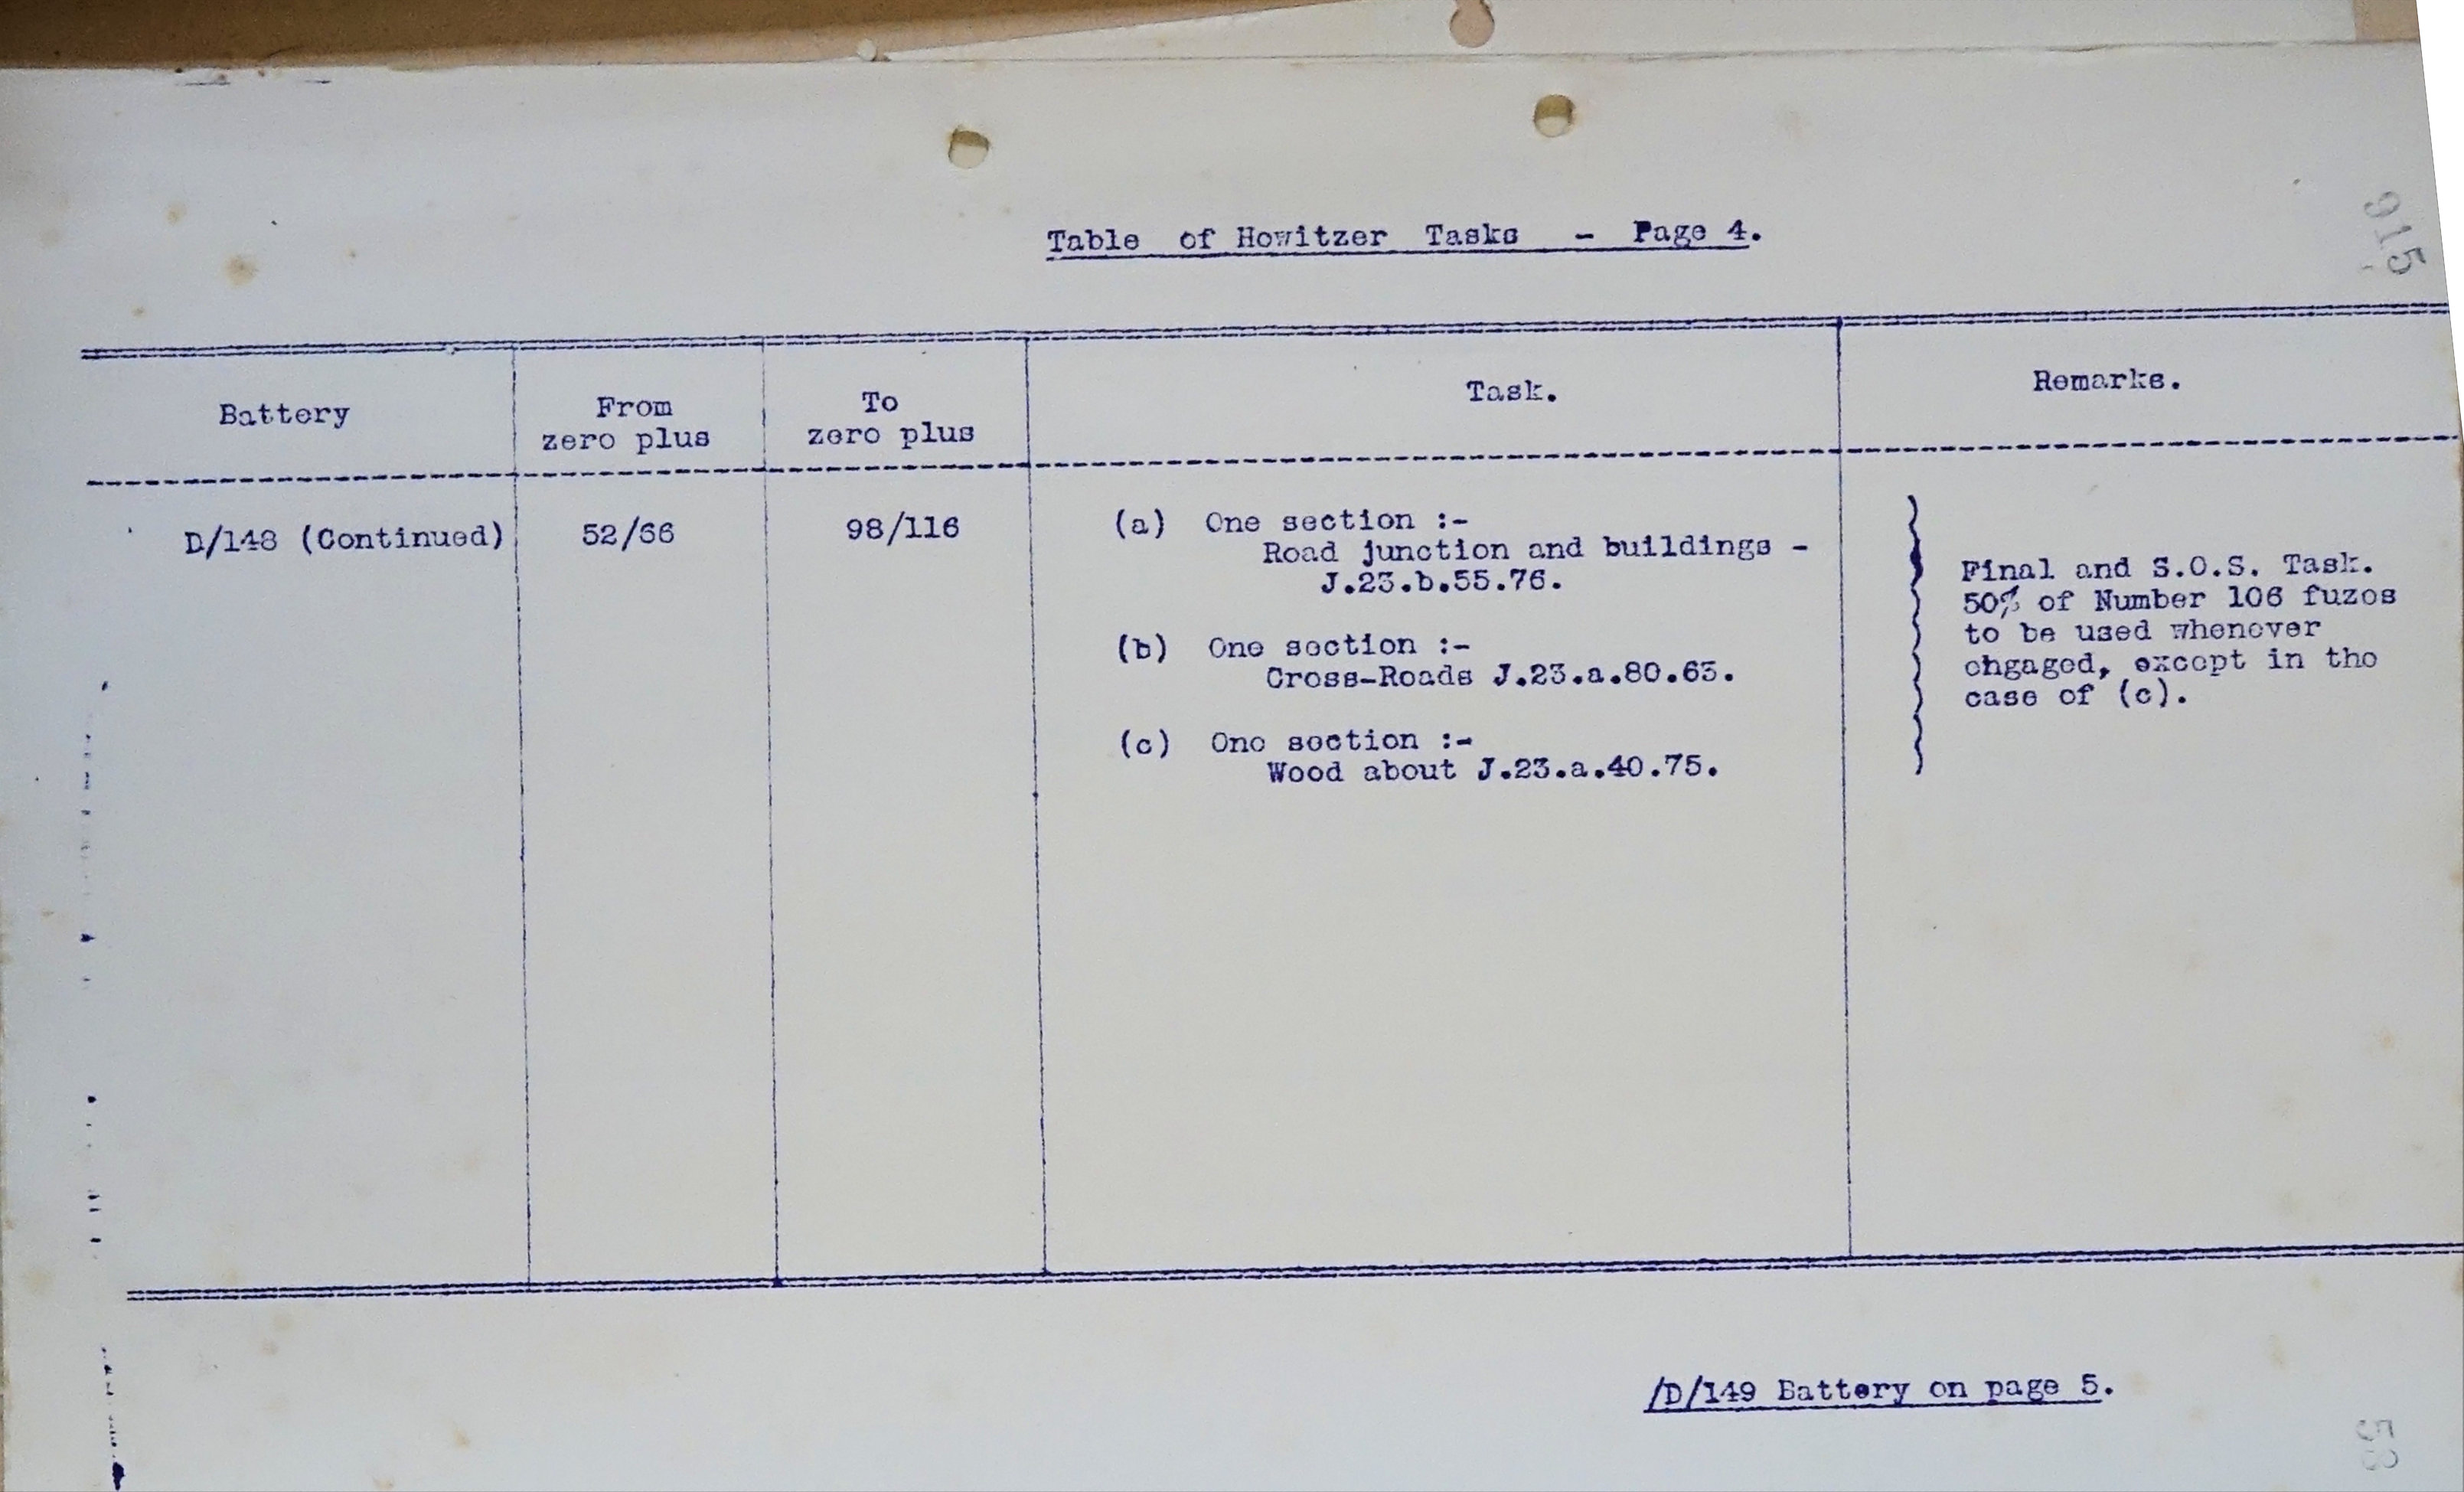 915
Table of Howitzer Tasks - Page 4.
Battery
From
zero plus
To
zero plus
Task.
Remarks.
D/148 (Continued)
52/66
98/116
(a) One section :-
Road junction and buildings -
J.23.b.55.76.
(b) One section :-
Cross-Roads J.23.a.80.63.
(c) One section :-
Wood about J.23.a.40.75.
Final and S.O.S. Task.
50% of Number 106 fuzes
to be used whenever
ehgaged, except in the
case of (c).
/D/149 Battery on page 5.